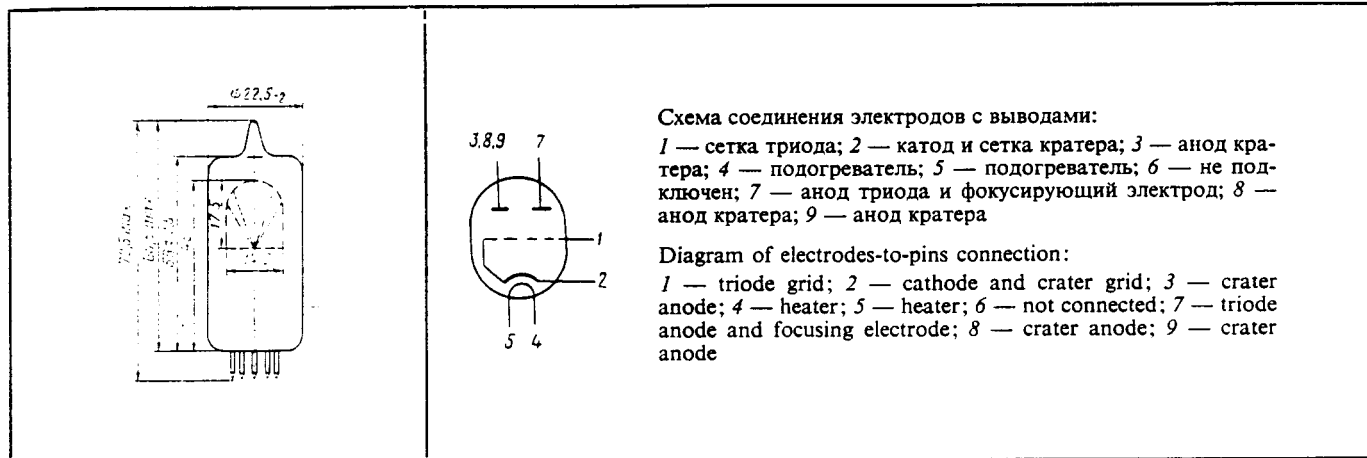 ⌀22,5-2
17,5
3,8,9 7
1
2
5 4
Схема соединения электродов с выводами:
1 — сетка триода; 2 — катод и сетка кратера; 3 — анод кра-
тера; 4 — подогреватель; 5 — подогреватель; 6 — не под-
ключен; 7 — анод триода и фокусирующий электрод; 8 —
анод кратера; 9 — анод кратера
Diagram of electrodes-to-pins connection:
1 — triode grid; 2 — cathode and crater grid; 3 — crater
anode; 4 — heater; 5 — heater; 6 — not connected; 7 — triode
anode and focusing electrode; 8 — crater anode; 9 — crater
anode